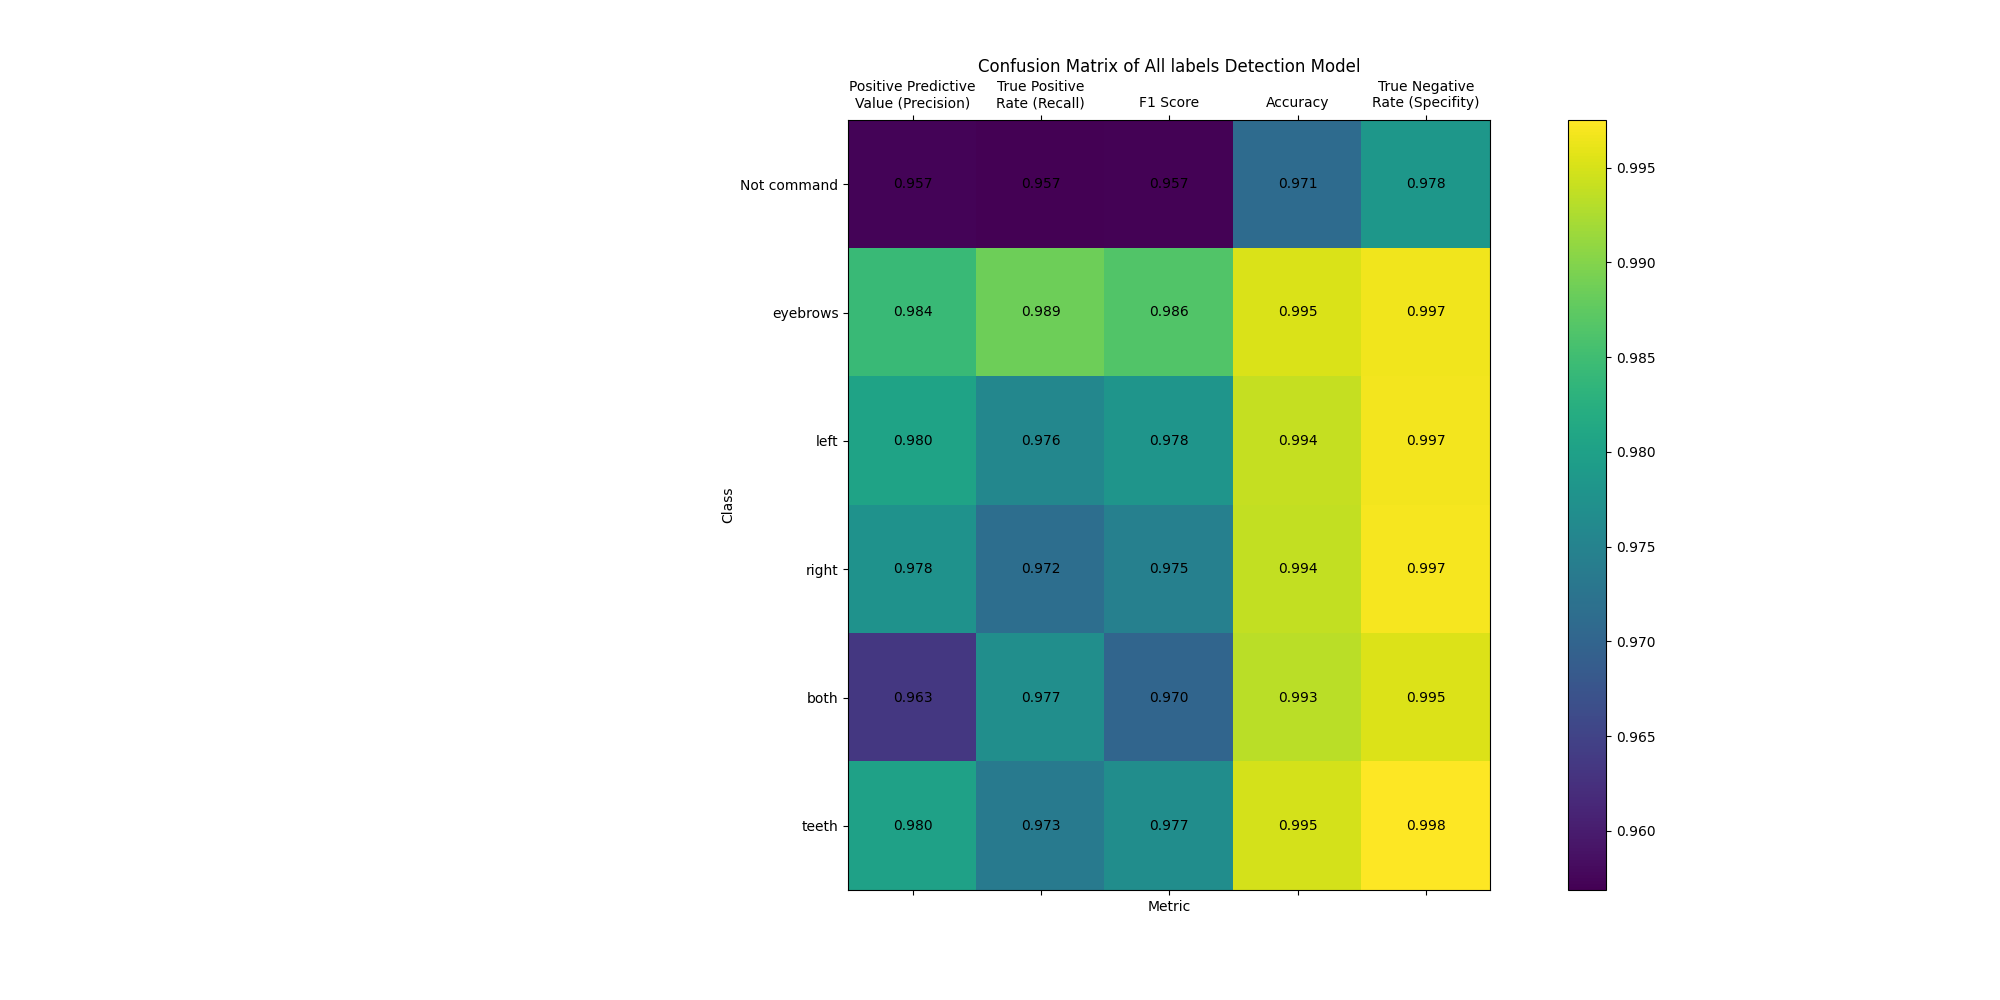 Confusion Matrix of All labels Detection Model
Positive Predictive
Value (Precision)
True Positive
Rate (Recall)
F1 Score
Accuracy
True Negative
Rate (Specifity)
Not command
0.957 0.957 0.957 0.971 0.978
eyebrows
0.984 0.989 0.986 0.995 0.997
left
0.980 0.976 0.978 0.994 0.997
right
0.978 0.972 0.975 0.994 0.997
both
0.963 0.977 0.970 0.993 0.995
teeth
0.980 0.973 0.977 0.995 0.998
Class
Metric
0.995
0.990
0.985
0.980
0.975
0.970
0.965
0.960